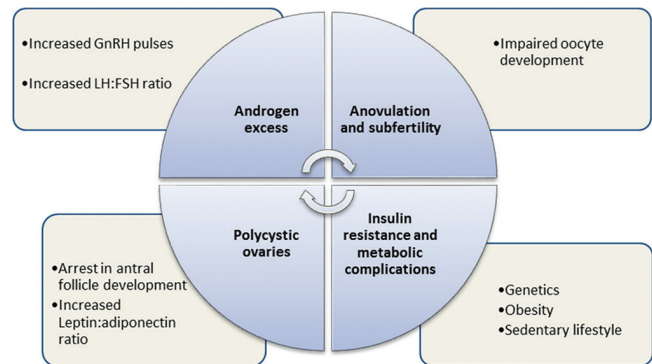 •Increased GnRH pulses
•Increased LH:FSH ratio
Androgen
excess
Anovulation
and subfertility
•Impaired oocyte
development
Polycystic
ovaries
Insulin
resistance and
metabolic
complications
•Arrest in antral
follicle development
•Increased
Leptin:adiponectin
ratio
•Genetics
•Obesity
•Sedentary lifestyle